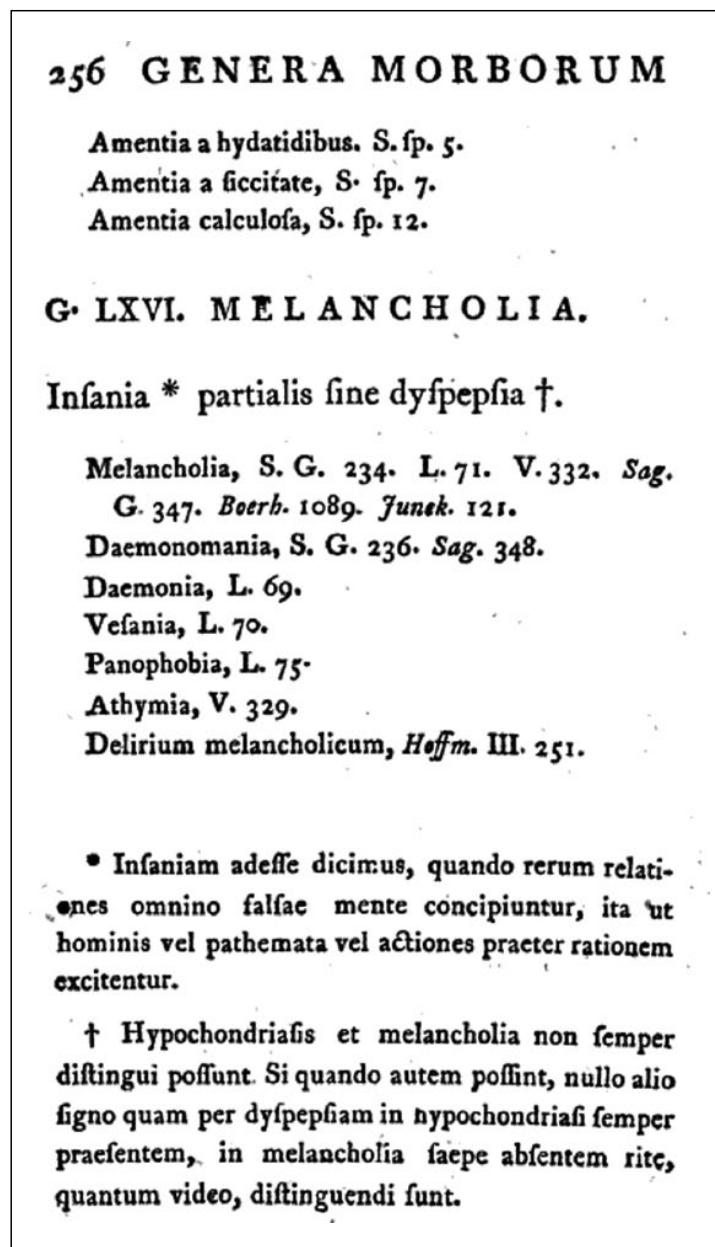 256 GENERA MORBORUM
Amentia a hydatidibus. S. ſp. 5.
Amentia a ſiccitate, S. ſp. 7.
Amentia calculoſa, S. ſp. 12.
G. LXVI. MELANCHOLIA.
Inſania * partialis ſine dyſpepſia †.
Melancholia, S. G. 234. L. 71. V. 332. Sag.
G. 347. Boerh. 1089. Junck. 121.
Daemonomania, S. G. 236. Sag. 348.
Daemonia, L. 69.
Veſania, L. 70.
Panophobia, L. 75.
Athymia, V. 329.
Delirium melancholicum, Hoffm. III. 251.
* Inſaniam adeſſe dicimus, quando rerum relati-
ones omnino falſae mente concipiuntur, ita ut
hominis vel pathemata vel actiones praeter rationem
excitentur.
† Hypochondriaſis et melancholia non ſemper
diſtingui poſſunt. Si quando autem poſſint, nullo alio
ſigno quam per dyſpepſiam in hypochondriaſi ſemper
praeſentem, in melancholia ſaepe abſentem rite,
quantum video, diſtinguendi ſunt.